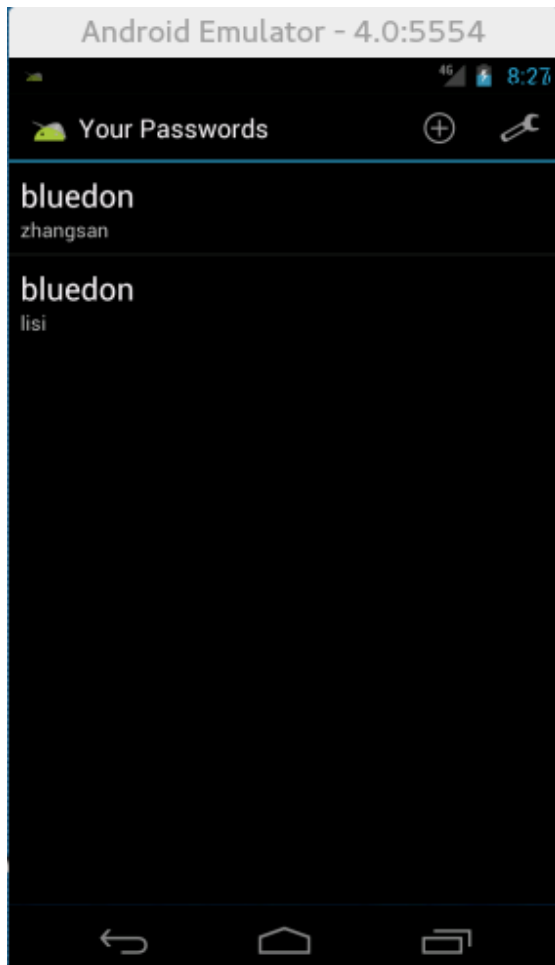 Android Emulator - 4.0:5554
4G 8:27
Your Passwords
bluedon
zhangsan
bluedon
lisi